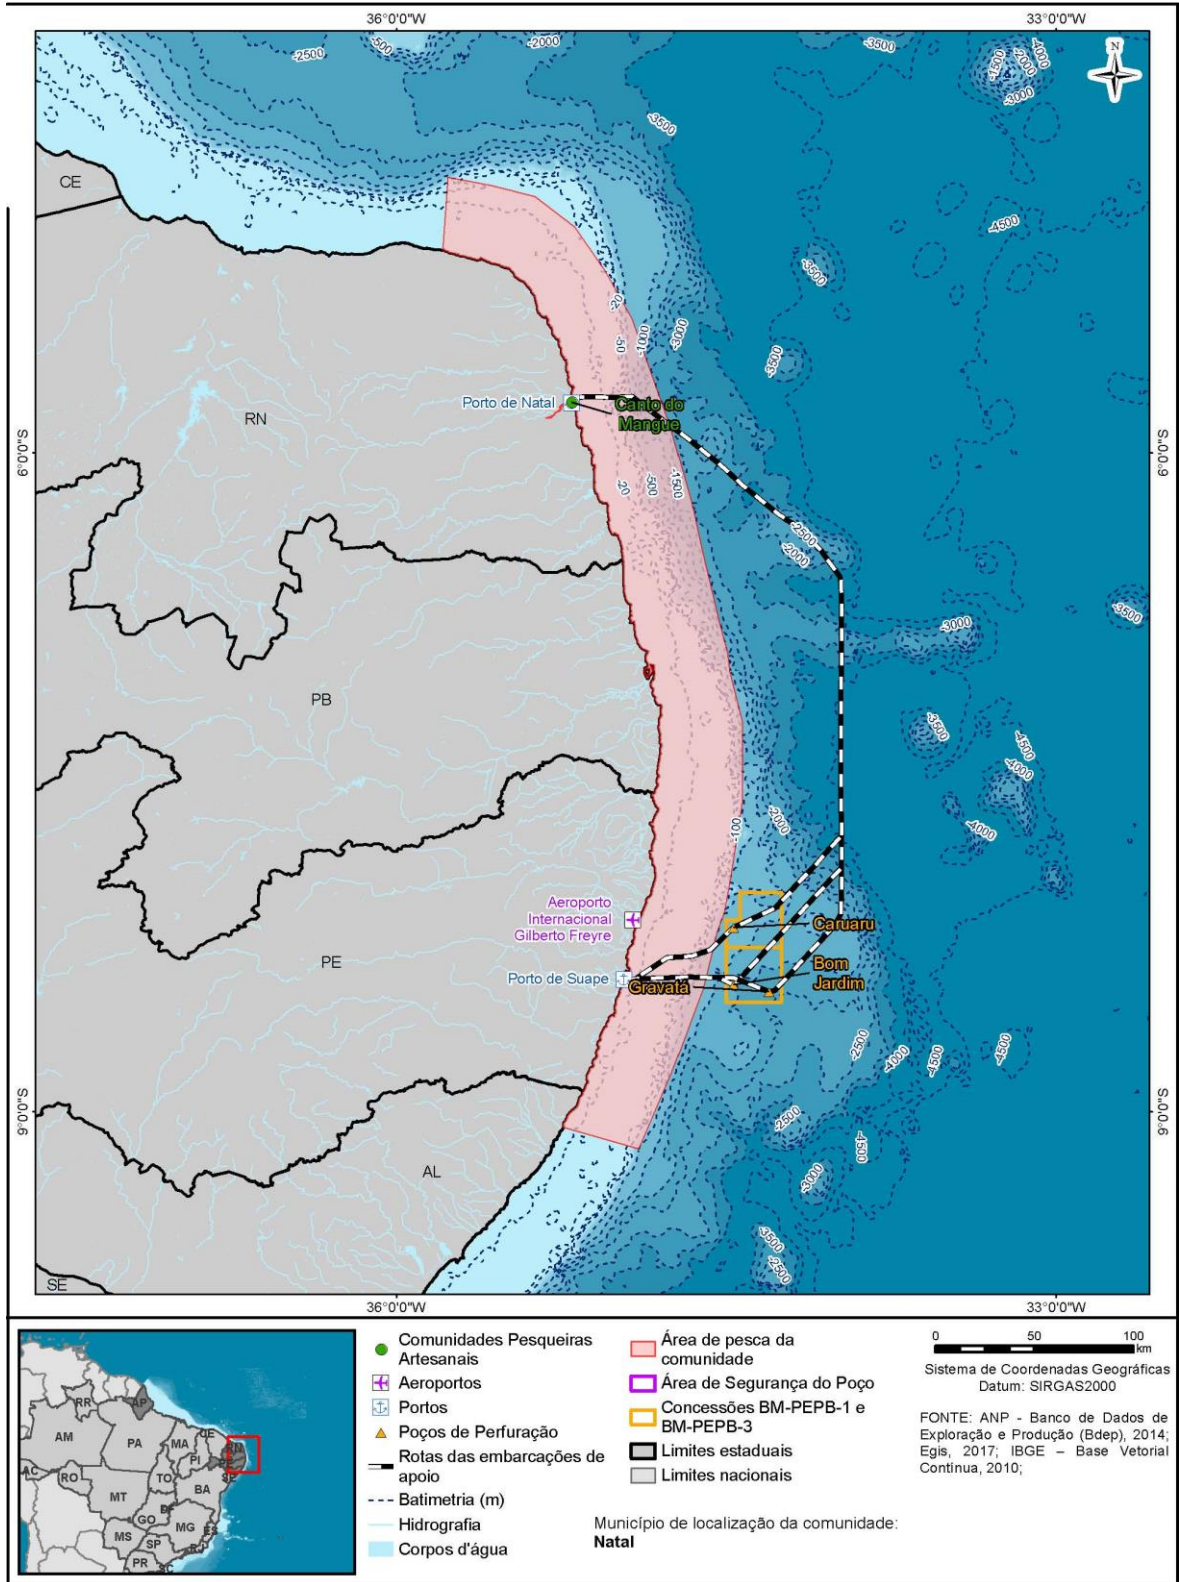 36°0'0"W
33°0'0"W
-2500
-500
-2000
-3500
-4000
-1500
-2000
-3000
N
-3500
CE
-4500
-3500
-20
-1000
-3000
-50
-3500
Porto de Natal
Canto do
Mangue
RN
6°0'0"S
6°0'0"S
-20
-500
-1500
-2500
-2000
-3500
-3000
PB
-3500
-4500
-4000
-2000
-100
-4000
Aeroporto
Internacional
Gilberto Freyre
Caruaru
PE
Porto de Suape
Gravatá
Bom
Jardim
-2500
-4000
-4500
-4500
9°0'0"S
9°0'0"S
-2500
-4500
AL
-3000
-3500
-2500
SE
36°0'0"W
33°0'0"W
RR
AP
AM
PA
MA
CE
RN
PI
PE
AC
RO
TO
SE
BA
MT
DF
GO
MG
ES
MS
SP
RJ
PR
SC
Comunidades Pesqueiras
Artesanais
Aeroportos
Portos
Poços de Perfuração
Rotas das embarcações de
apoio
Batimetria (m)
Hidrografia
Corpos d'água
Área de pesca da
comunidade
Área de Segurança do Poço
Concessões BM-PEPB-1 e
BM-PEPB-3
Limites estaduais
Limites nacionais
Município de localização da comunidade:
Natal
0 50 100
km
Sistema de Coordenadas Geográficas
Datum: SIRGAS2000
FONTE: ANP - Banco de Dados de
Exploração e Produção (Bdep), 2014;
Egis, 2017; IBGE – Base Vetorial
Contínua, 2010;